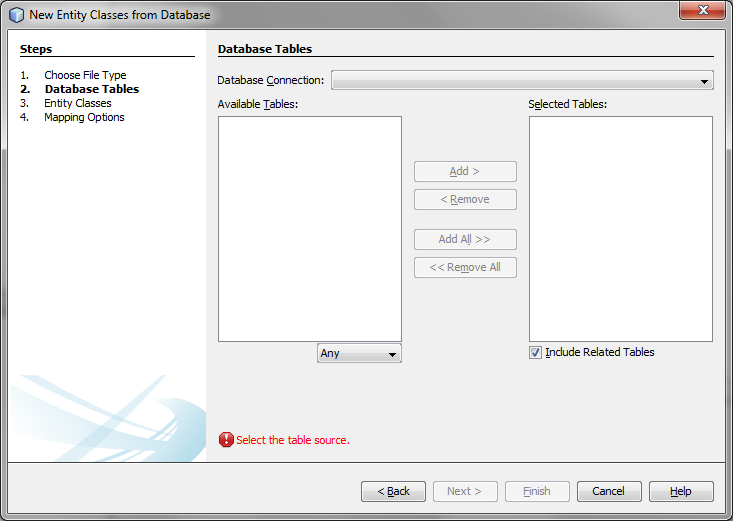 New Entity Classes from Database
Steps
1. Choose File Type
2. Database Tables
3. Entity Classes
4. Mapping Options
Database Tables
Database Connection:
Available Tables:
Selected Tables:
Add >
< Remove
Add All >>
<< Remove All
Any
Include Related Tables
Select the table source.
< Back
Next >
Finish
Cancel
Help